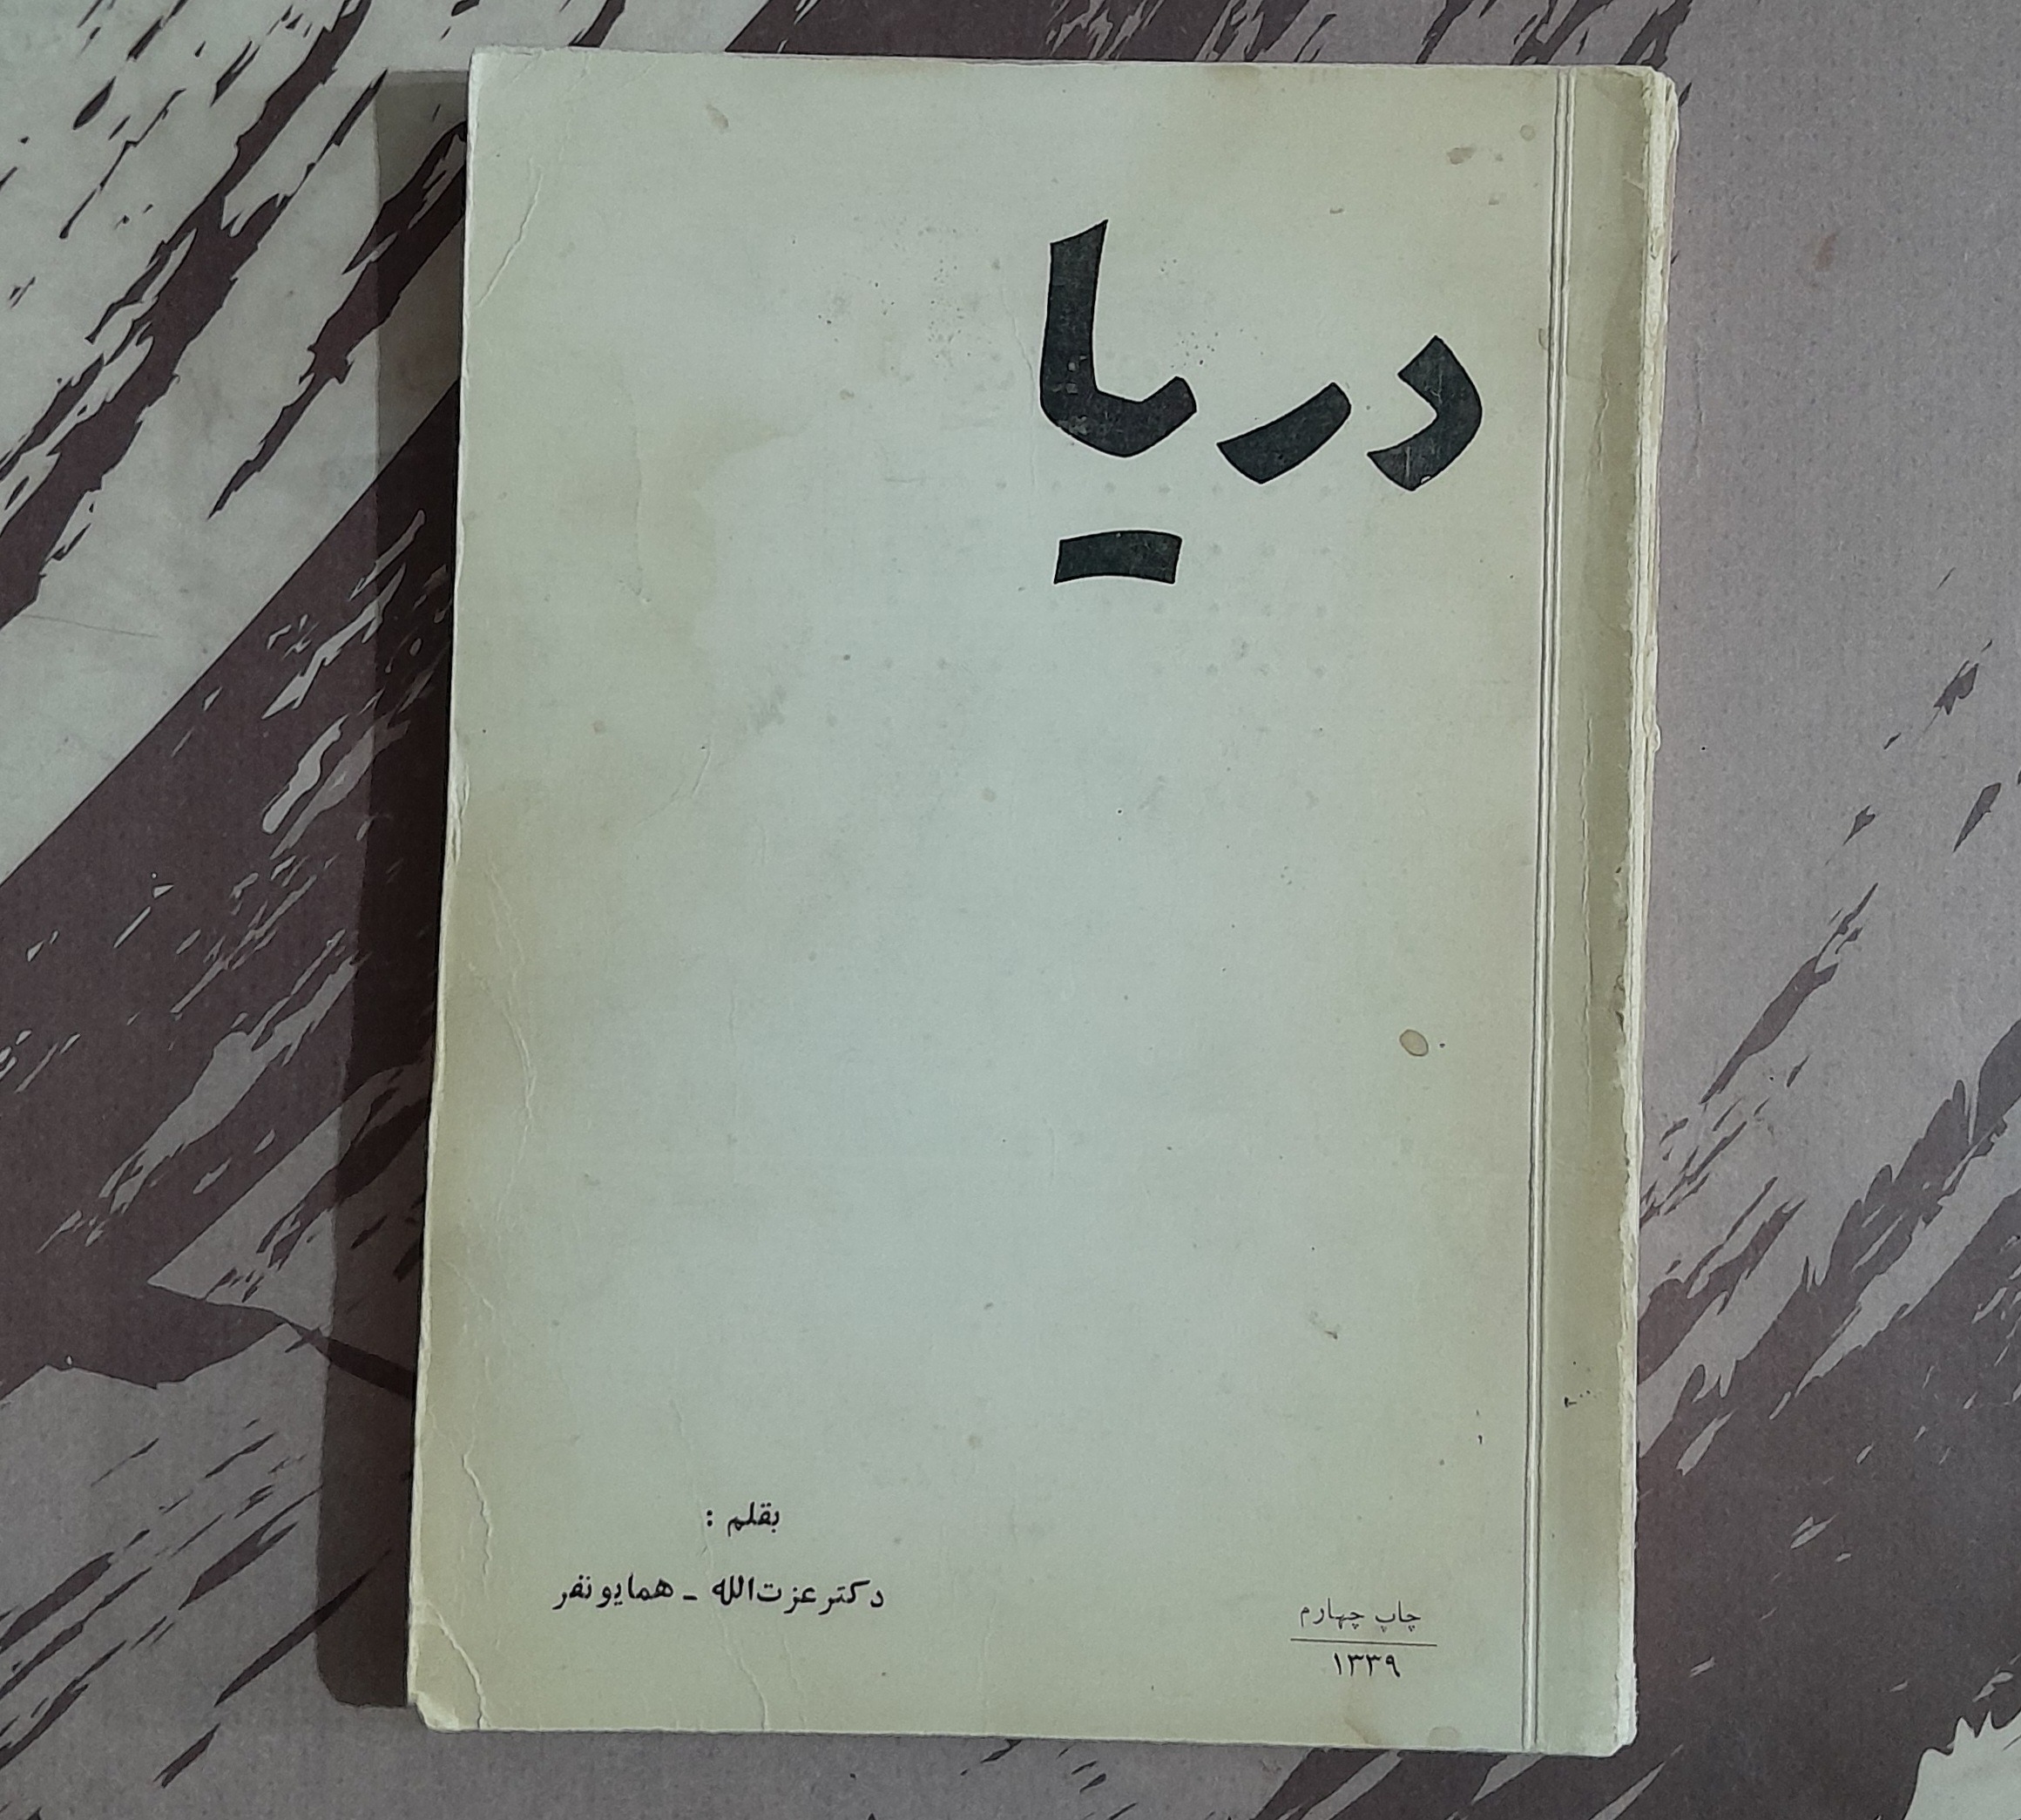 دریا
بقلم :
دکتر عزت‌الله ـ همایونفر
چاپ چهارم
۱۳۳۹